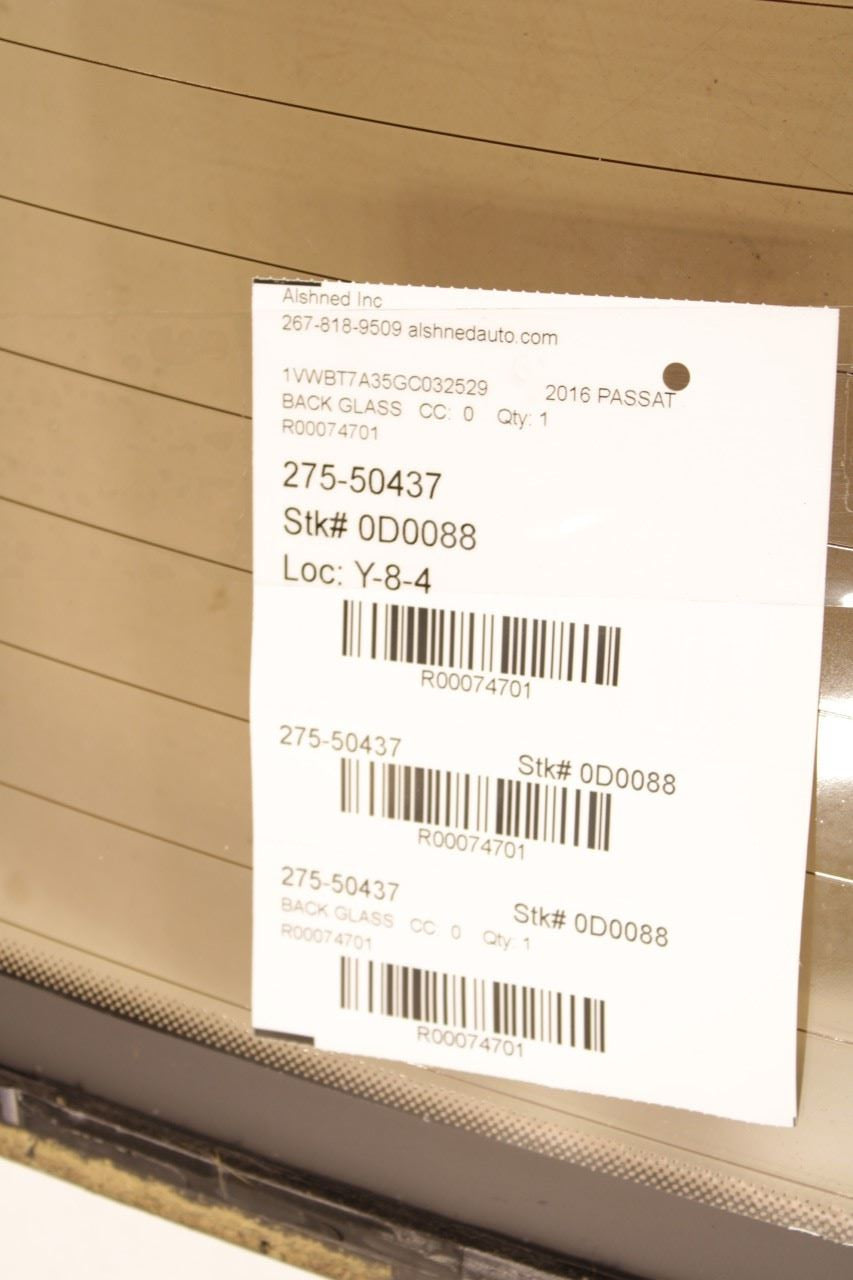 Alshned Inc
267-818-9509 alshnedauto.com
1VWBT7A35GC032529 2016 PASSAT
BACK GLASS CC: 0 Qty: 1
R00074701
275-50437
Stk# 0D0088
Loc: Y-8-4
R00074701
275-50437 Stk# 0D0088
R00074701
275-50437 Stk# 0D0088
BACK GLASS CC: 0 Qty: 1
R00074701
R00074701